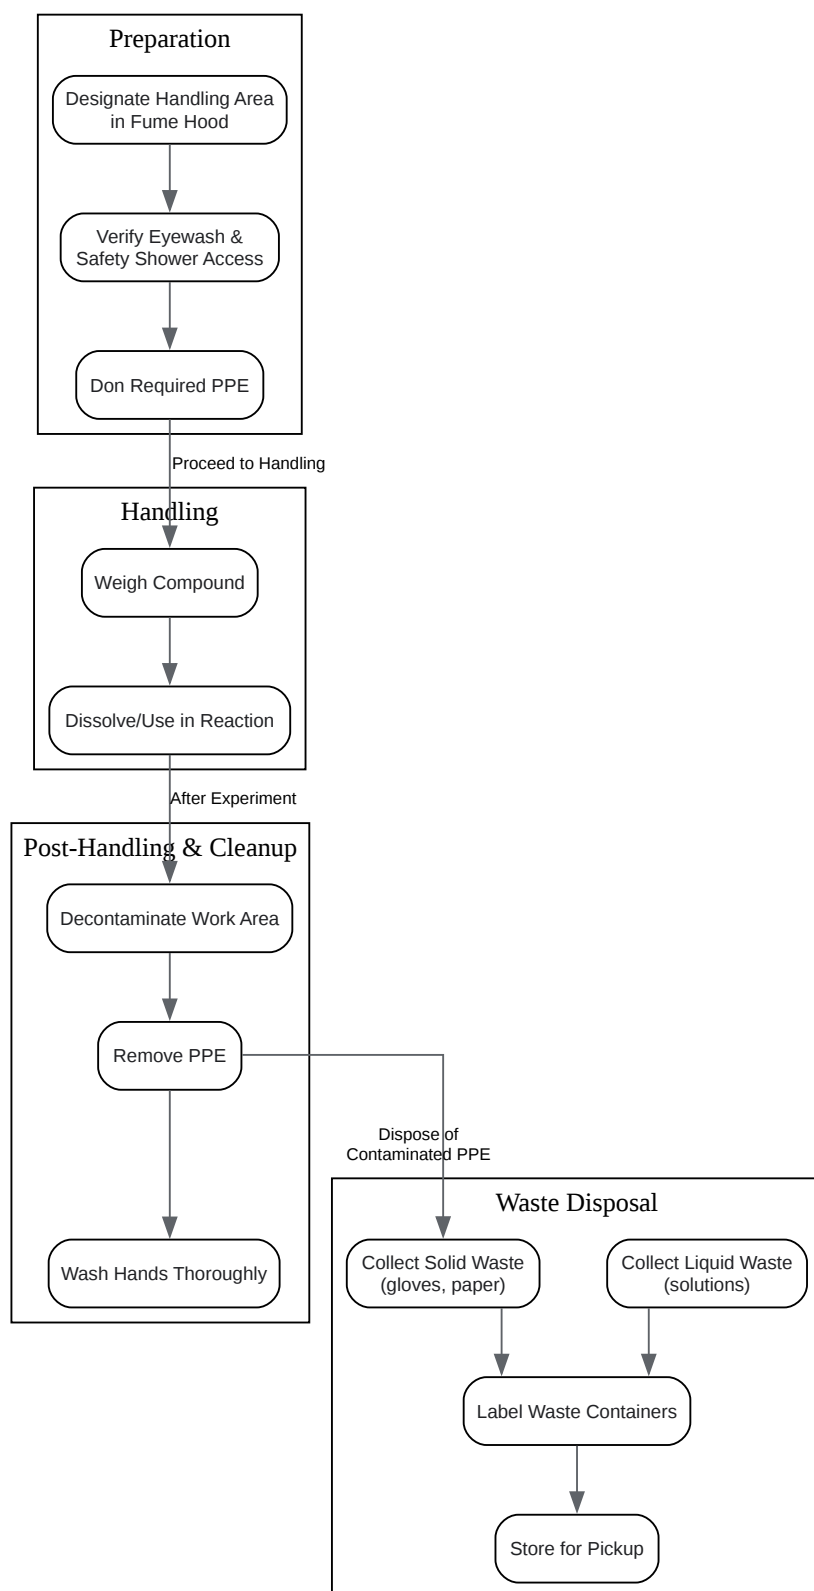 Preparation
Designate Handling Area
in Fume Hood
Verify Eyewash &
Safety Shower Access
Don Required PPE
Proceed to Handling
Handling
Weigh Compound
Dissolve/Use in Reaction
After Experiment
Post-Handling & Cleanup
Decontaminate Work Area
Remove PPE
Dispose of
Contaminated PPE
Wash Hands Thoroughly
Waste Disposal
Collect Solid Waste
(gloves, paper)
Collect Liquid Waste
(solutions)
Label Waste Containers
Store for Pickup